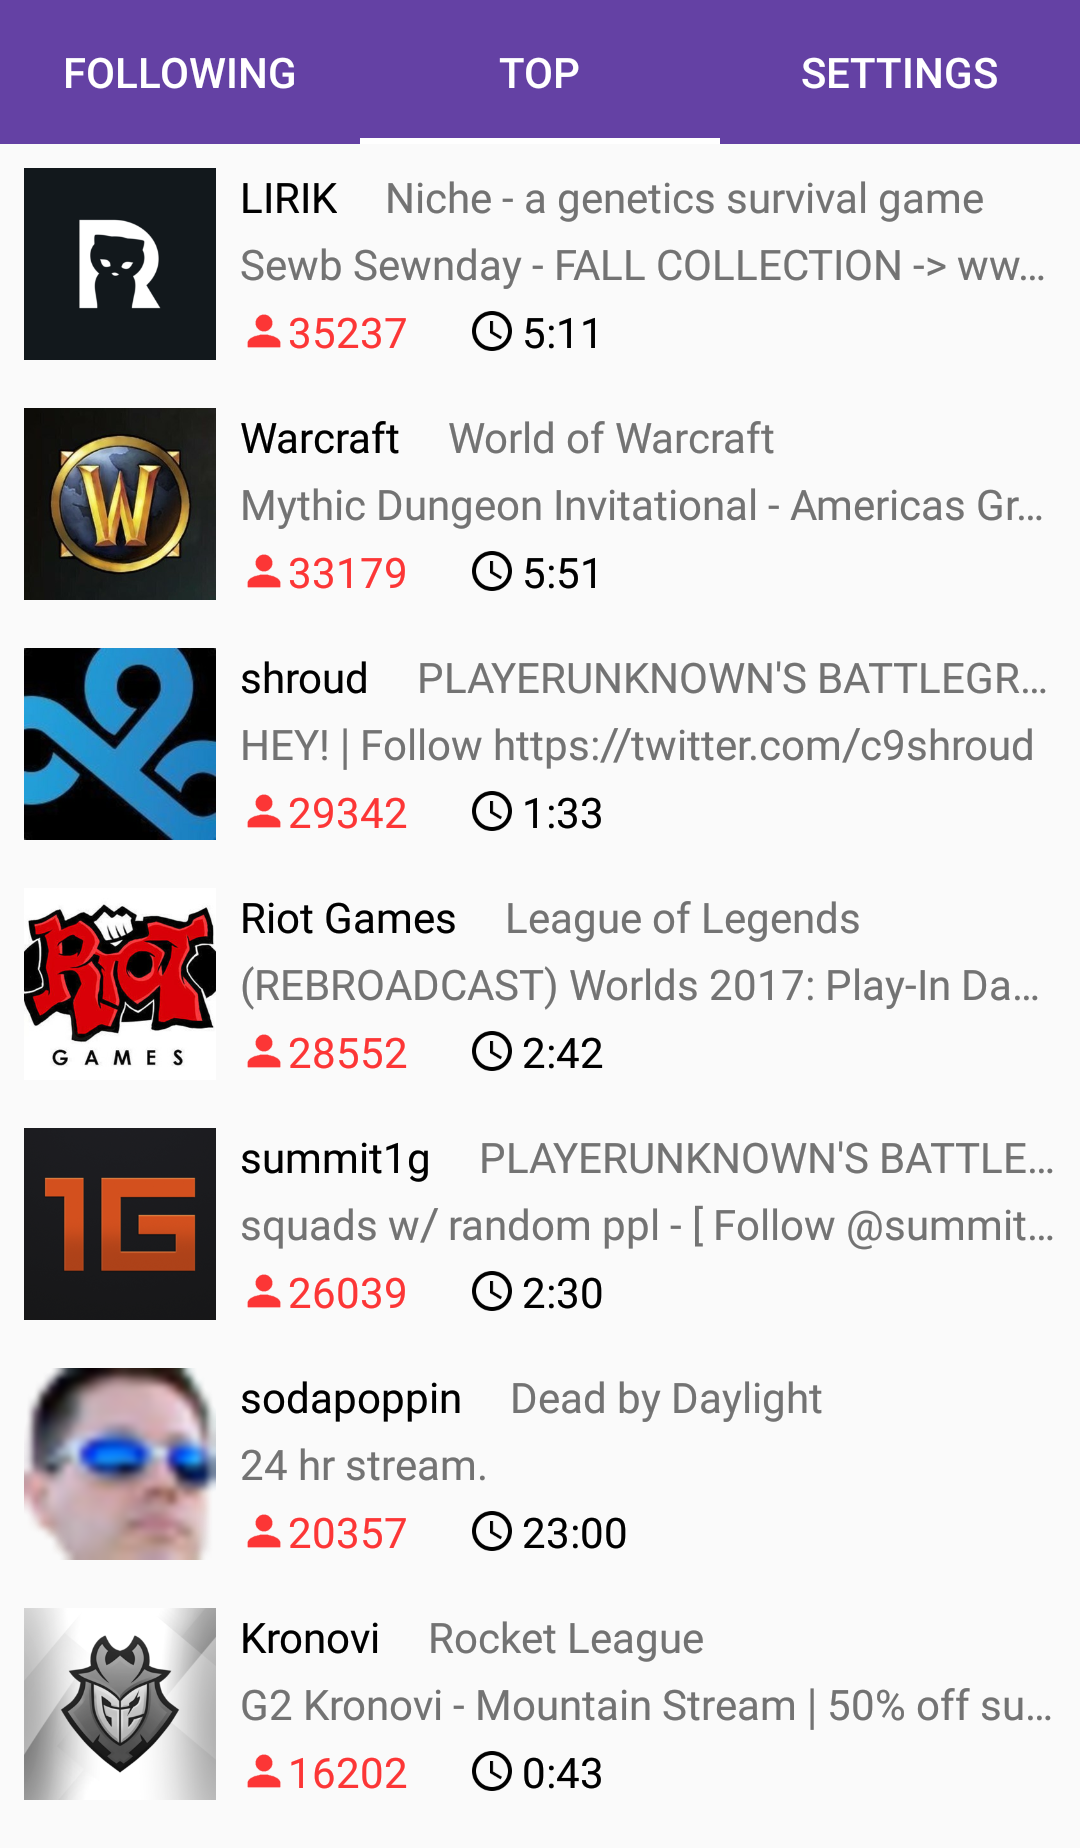 FOLLOWING TOP SETTINGS
LIRIK Niche - a genetics survival game
Sewb Sewnday - FALL COLLECTION -> ww...
35237 5:11
W
Warcraft World of Warcraft
Mythic Dungeon Invitational - Americas Gr...
33179 5:51
shroud PLAYERUNKNOWN'S BATTLEGR...
HEY! | Follow https://twitter.com/c9shroud
29342 1:33
RIOT
GAMES
Riot Games League of Legends
(REBROADCAST) Worlds 2017: Play-In Da...
28552 2:42
1G
summit1g PLAYERUNKNOWN'S BATTLE...
squads w/ random ppl - [ Follow @summit...
26039 2:30
sodapoppin Dead by Daylight
24 hr stream.
20357 23:00
Kronovi Rocket League
G2 Kronovi - Mountain Stream | 50% off su...
16202 0:43